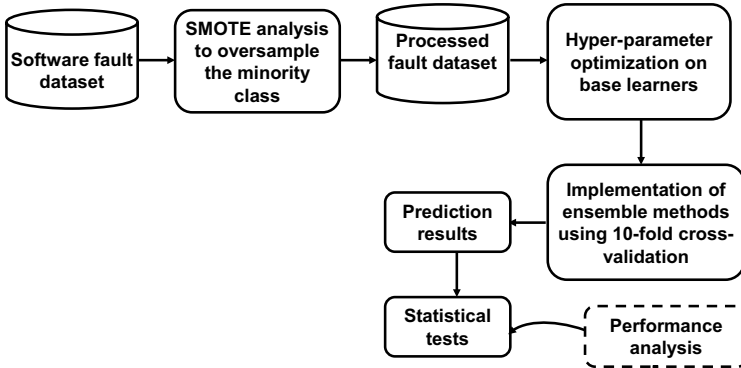 Software fault
dataset
SMOTE analysis
to oversample
the minority
class
Processed
fault dataset
Hyper-parameter
optimization on
base learners
Implementation of
ensemble methods
using 10-fold cross-
validation
Prediction
results
Statistical
tests
Performance
analysis